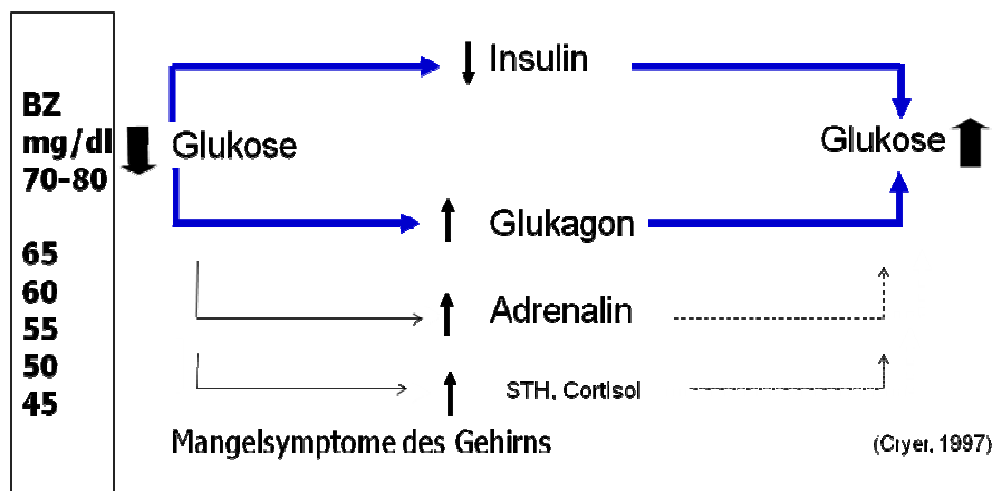 BZ
mg/dl
70-80
65
60
55
50
45
Insulin
Glukose
Glukose
Glukagon
Adrenalin
STH, Cortisol
Mangelsymptome des Gehirns
(Cryer, 1997)